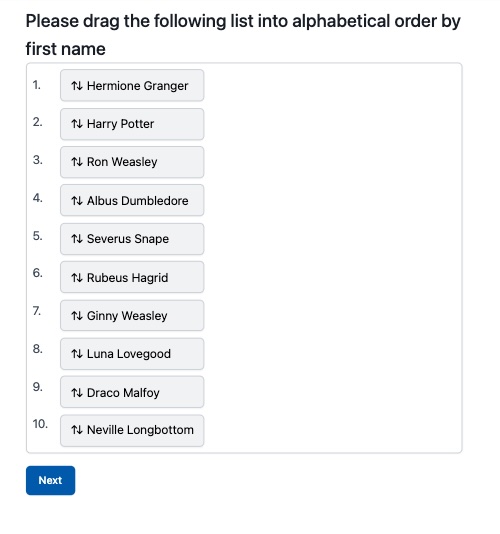 Please drag the following list into alphabetical order by
first name
1. Hermione Granger
2. Harry Potter
3. Ron Weasley
4. Albus Dumbledore
5. Severus Snape
6. Rubeus Hagrid
7. Ginny Weasley
8. Luna Lovegood
9. Draco Malfoy
10. Neville Longbottom
Next